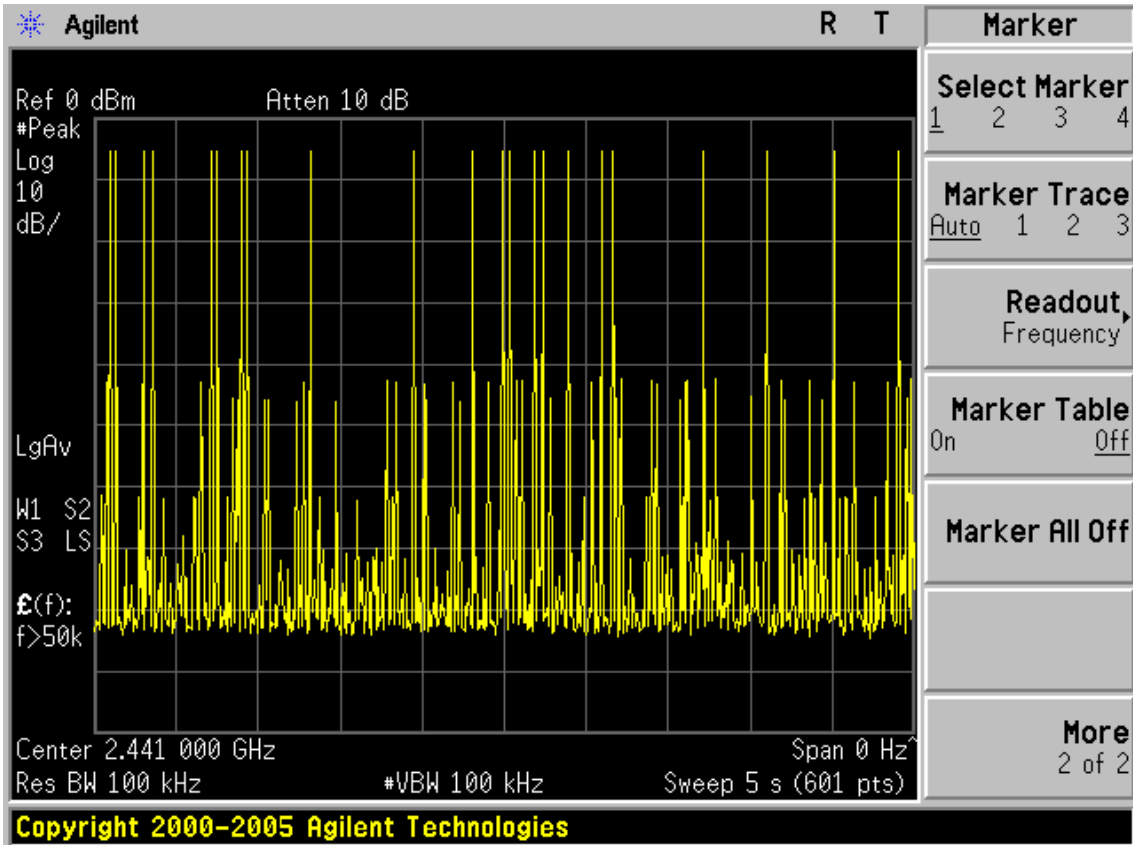 Agilent
R T
Ref 0 dBm
Atten 10 dB
#Peak
Log
10
dB/
LgAv
W1 S2
S3 LS
£(f):
f>50k
Center 2.441 000 GHz
Span 0 Hz^
Res BW 100 kHz
#VBW 100 kHz
Sweep 5 s (601 pts)
Copyright 2000-2005 Agilent Technologies
Marker
Select Marker
1 2 3 4
Marker Trace
Auto 1 2 3
Readout
Frequency
Marker Table
On Off
Marker All Off
More
2 of 2